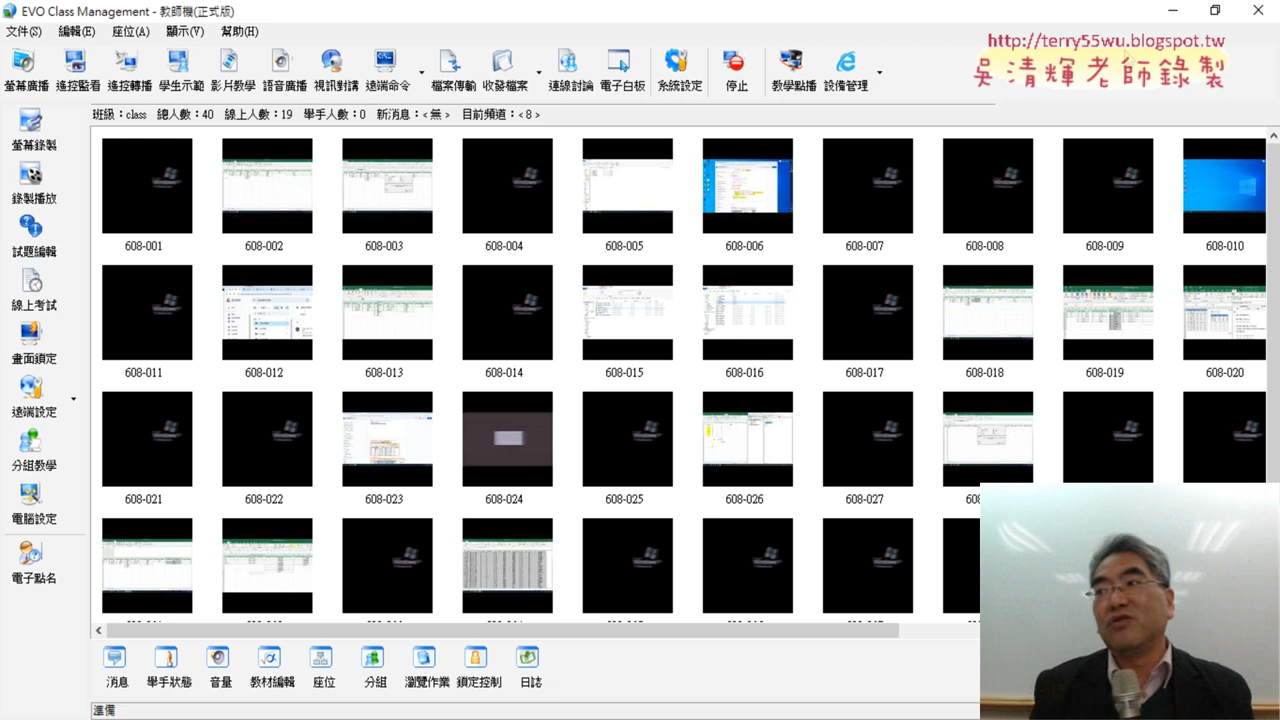 EVO Class Management - 教師機(正式版)
文件(S) 編輯(E) 座位(A) 顯示(V) 幫助(H)
http://terry55wu.blogspot.tw
吳清輝老師錄製
螢幕廣播 遠控監看 遠控轉播 學生示範 影片教學 語音廣播 視訊對講 遠端命令 檔案傳輸 收發檔案 連線討論 電子白板 系統設定 停止 教學點播 設備管理
班級:class 總人數:40 線上人數:19 舉手人數:0 新消息:<無> 目前頻道:<8>
螢幕錄製
錄製播放
試題編輯
線上考試
畫面鎖定
遠端設定
分組教學
電腦設定
電子點名
608-001 608-002 608-003 608-004 608-005 608-006 608-007 608-008 608-009 608-010
608-011 608-012 608-013 608-014 608-015 608-016 608-017 608-018 608-019 608-020
608-021 608-022 608-023 608-024 608-025 608-026 608-027
消息 舉手狀態 音量 教材編輯 座位 分組 瀏覽作業 鎖定控制 日誌
準備